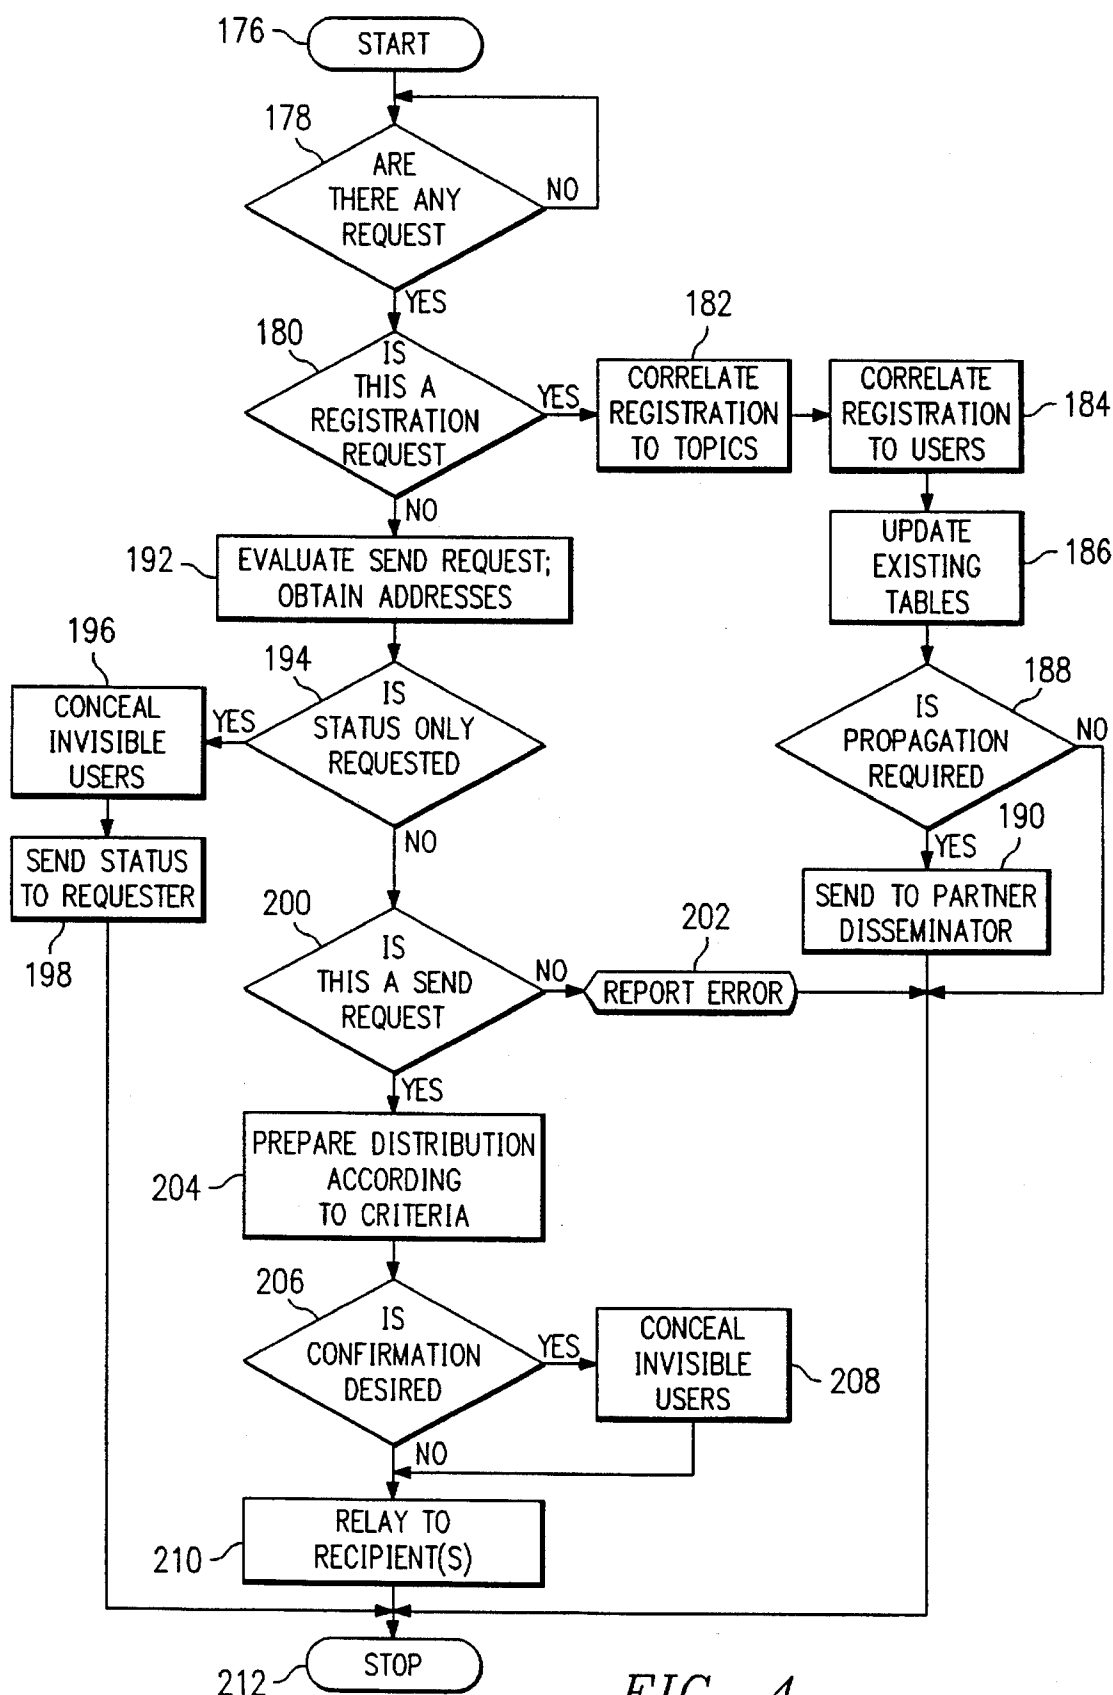 176
START
178
ARE
THERE ANY
REQUEST
NO
YES
180
IS
THIS A
REGISTRATION
REQUEST
YES
NO
182
CORRELATE
REGISTRATION
TO TOPICS
CORRELATE
REGISTRATION
TO USERS
184
UPDATE
EXISTING
TABLES
186
192
EVALUATE SEND REQUEST;
OBTAIN ADDRESSES
194
IS
STATUS ONLY
REQUESTED
YES
NO
196
CONCEAL
INVISIBLE
USERS
SEND STATUS
TO REQUESTER
198
188
IS
PROPAGATION
REQUIRED
NO
YES
190
SEND TO PARTNER
DISSEMINATOR
200
IS
THIS A SEND
REQUEST
NO
YES
202
REPORT ERROR
204
PREPARE DISTRIBUTION
ACCORDING
TO CRITERIA
206
IS
CONFIRMATION
DESIRED
YES
NO
CONCEAL
INVISIBLE
USERS
208
210
RELAY TO
RECIPIENT(S)
212
STOP
FIG. 4